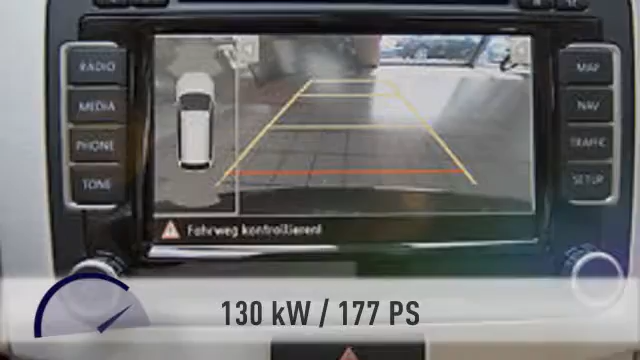 RADIO
MEDIA
PHONE
TONE
MAP
NAV
TRAFFIC
SETUP
Fahrweg kontrollieren!
130 kW / 177 PS